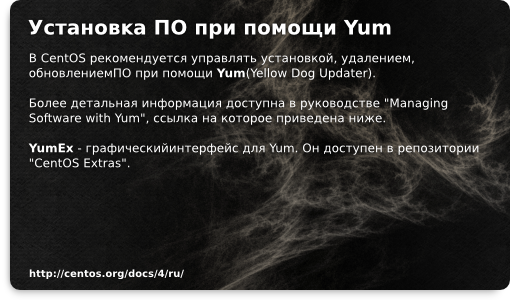 Установка ПО при помощи Yum
В CentOS рекомендуется управлять установкой, удалением,
обновлениемПО при помощи Yum(Yellow Dog Updater).
Более детальная информация доступна в руководстве "Managing
Software with Yum", ссылка на которое приведена ниже.
YumEx - графическийинтерфейс для Yum. Он доступен в репозитории
"CentOS Extras".
http://centos.org/docs/4/ru/